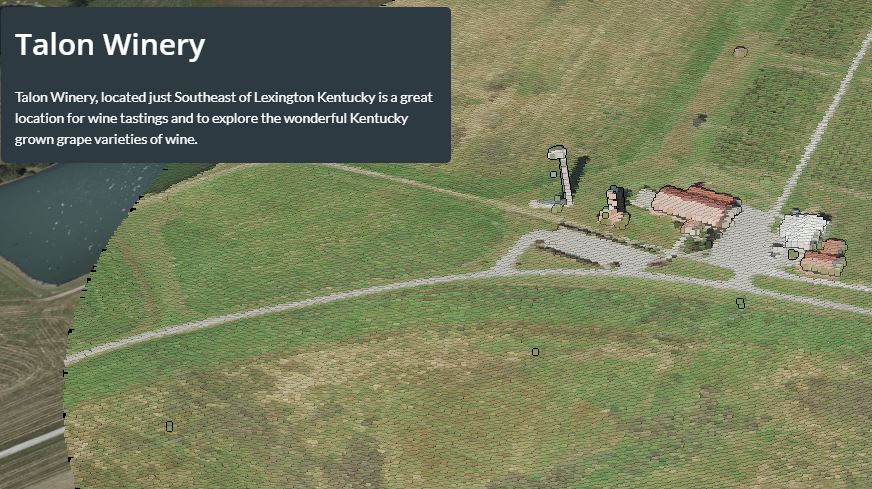 Talon Winery
Talon Winery, located just Southeast of Lexington Kentucky is a great
location for wine tastings and to explore the wonderful Kentucky
grown grape varieties of wine.